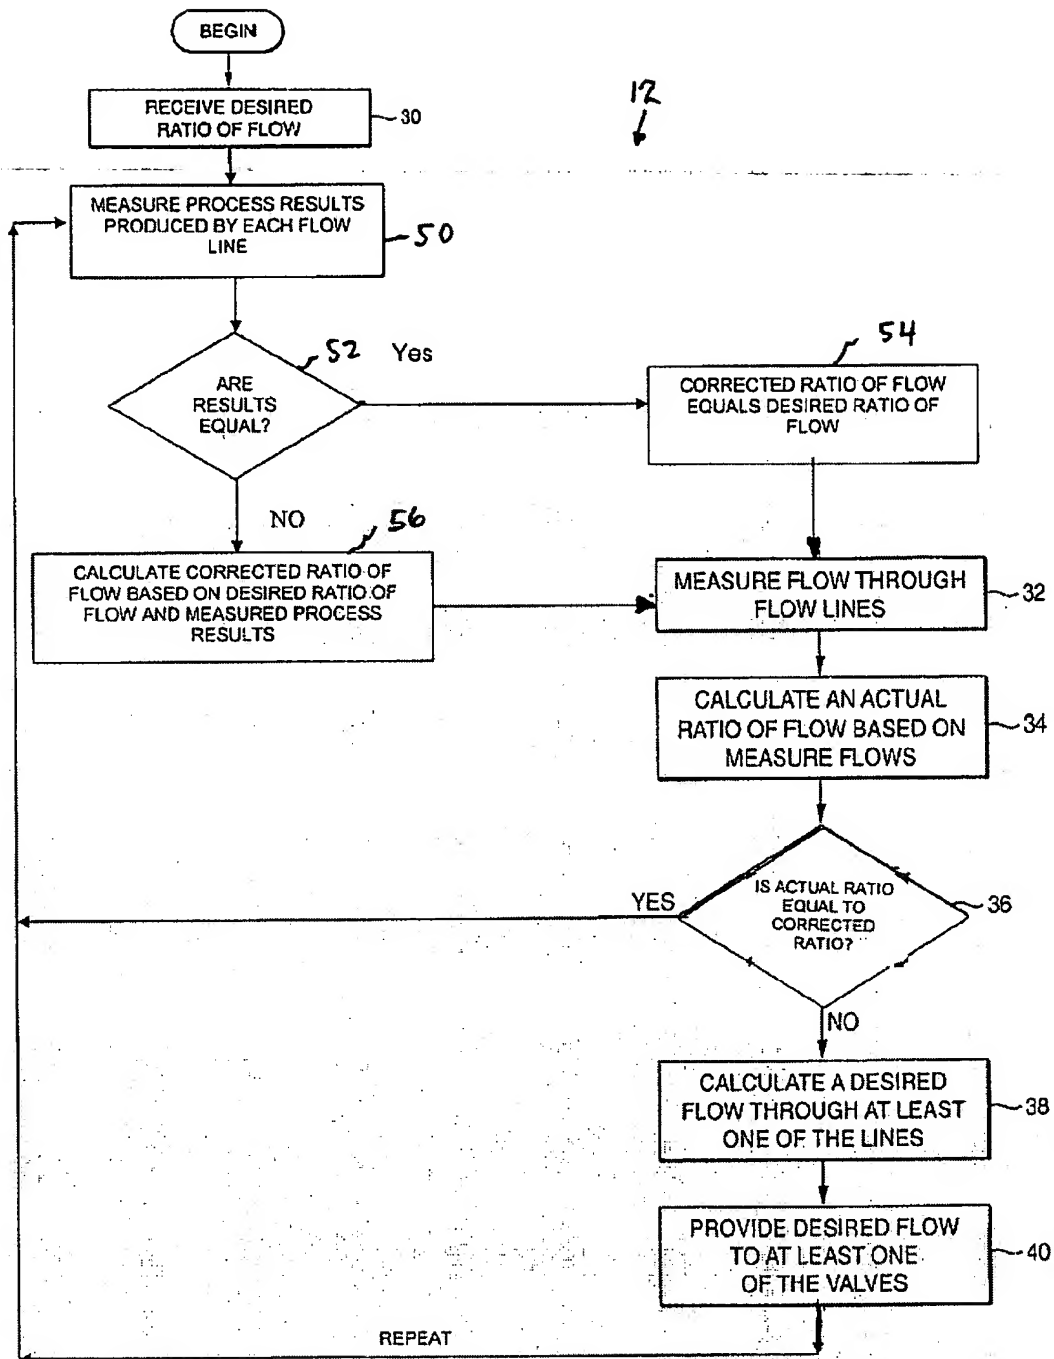 BEGIN
RECEIVE DESIRED
RATIO OF FLOW
30
12
MEASURE PROCESS RESULTS
PRODUCED BY EACH FLOW
LINE
50
52
Yes
ARE
RESULTS
EQUAL?
54
CORRECTED RATIO OF FLOW
EQUALS DESIRED RATIO OF
FLOW
NO
56
CALCULATE CORRECTED RATIO OF
FLOW BASED ON DESIRED RATIO OF
FLOW AND MEASURED PROCESS
RESULTS
MEASURE FLOW THROUGH
FLOW LINES
32
CALCULATE AN ACTUAL
RATIO OF FLOW BASED ON
MEASURE FLOWS
34
YES
IS ACTUAL RATIO
EQUAL TO
CORRECTED
RATIO?
36
NO
CALCULATE A DESIRED
FLOW THROUGH AT LEAST
ONE OF THE LINES
38
PROVIDE DESIRED FLOW
TO AT LEAST ONE
OF THE VALVES
40
REPEAT